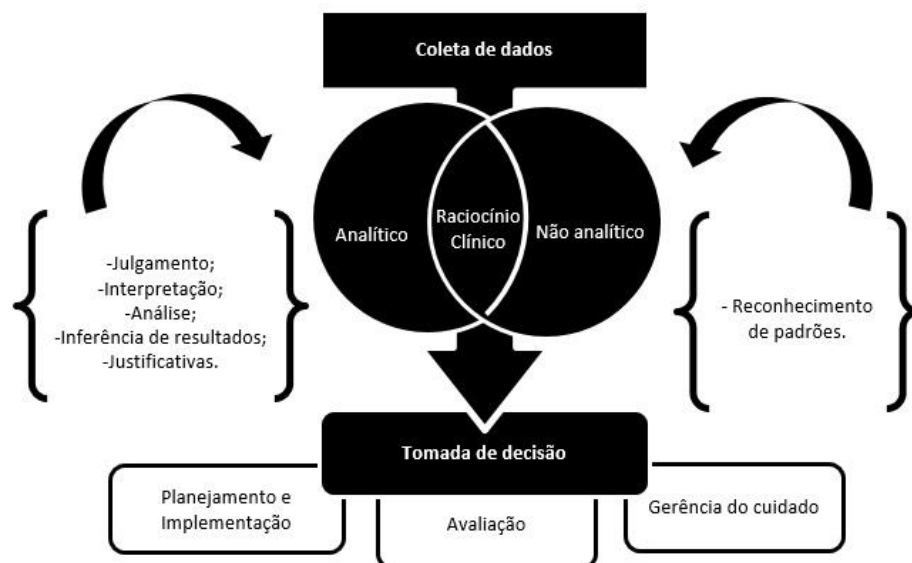 Coleta de dados
Analítico
Raciocínio
Clínico
Não analítico
-Julgamento;
-Interpretação;
-Análise;
-Inferência de resultados;
-Justificativas.
- Reconhecimento
de padrões.
Tomada de decisão
Planejamento e
Implementação
Avaliação
Gerência do cuidado